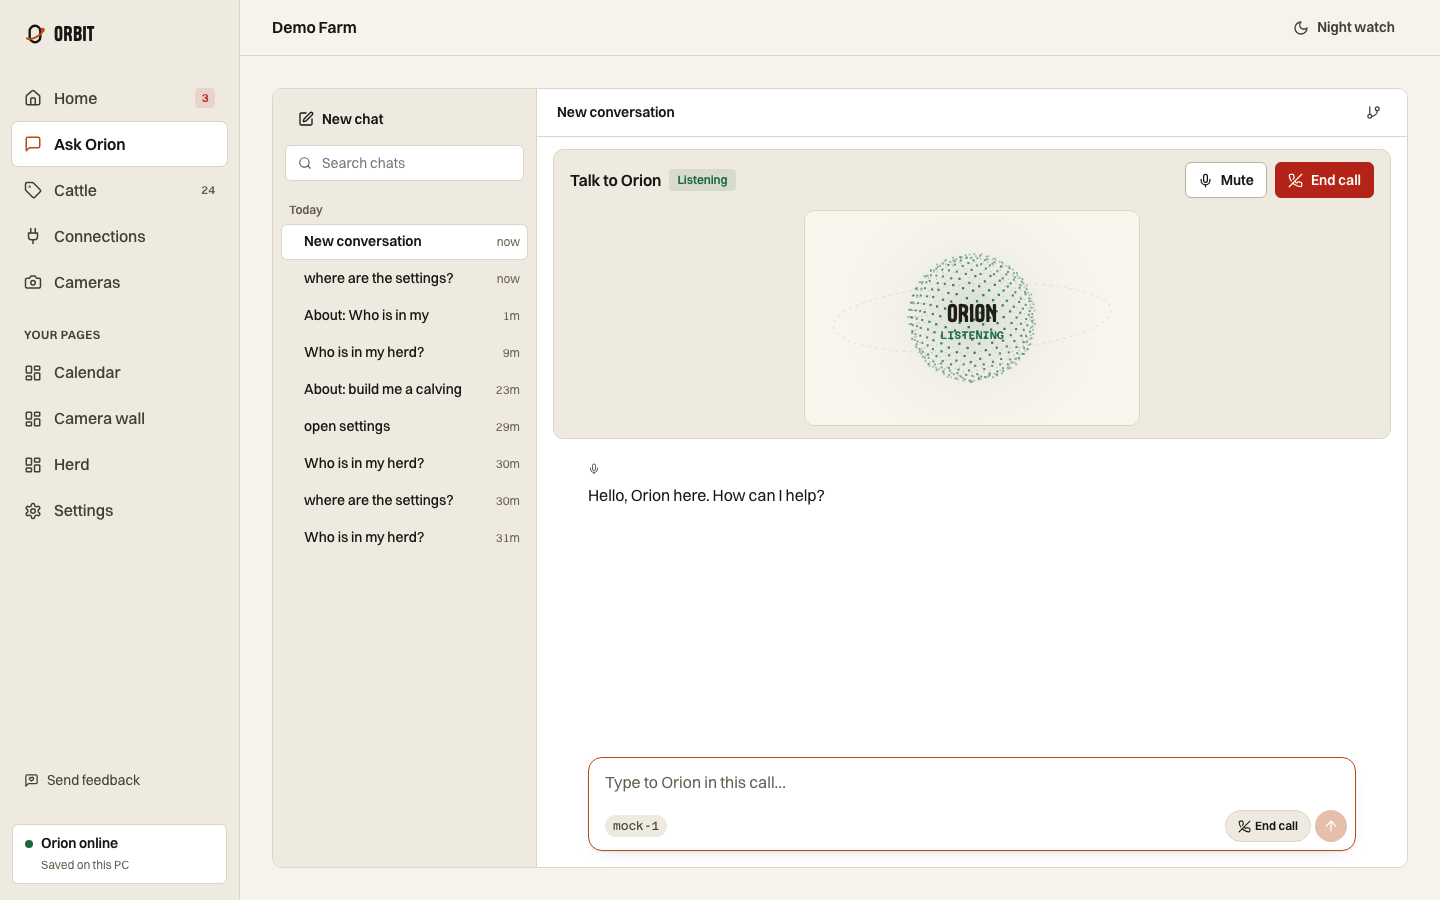 ORBIT
Home 3
Ask Orion
Cattle 24
Connections
Cameras
YOUR PAGES
Calendar
Camera wall
Herd
Settings
Send feedback
Orion online
Saved on this PC
Demo Farm
Night watch
New chat
Search chats
Today
New conversation now
where are the settings? now
About: Who is in my 1m
Who is in my herd? 9m
About: build me a calving 23m
open settings 29m
Who is in my herd? 30m
where are the settings? 30m
Who is in my herd? 31m
New conversation
Talk to Orion Listening
Mute
End call
ORION
LISTENING
Hello, Orion here. How can I help?
Type to Orion in this call...
mock-1
End call